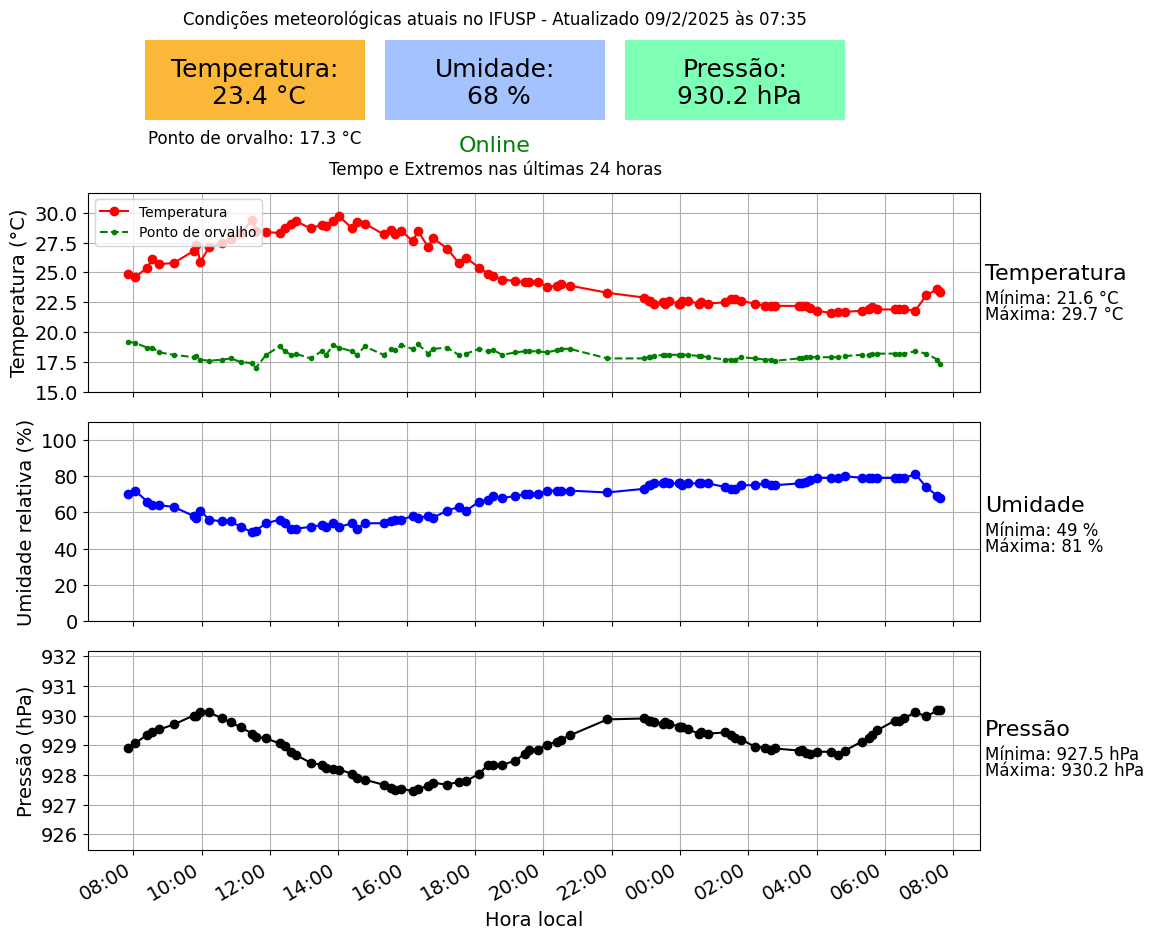 Condições meteorológicas atuais no IFUSP - Atualizado 09/2/2025 às 07:35
Temperatura:
23.4 °C
Umidade:
68 %
Pressão:
930.2 hPa
Ponto de orvalho: 17.3 °C
Online
Tempo e Extremos nas últimas 24 horas
Temperatura (°C)
30.0
27.5
25.0
22.5
20.0
17.5
15.0
Temperatura
Ponto de orvalho
Temperatura
Mínima: 21.6 °C
Máxima: 29.7 °C
Umidade relativa (%)
100
80
60
40
20
0
Umidade
Mínima: 49 %
Máxima: 81 %
Pressão (hPa)
932
931
930
929
928
927
926
Pressão
Mínima: 927.5 hPa
Máxima: 930.2 hPa
08:00
10:00
12:00
14:00
16:00
18:00
20:00
22:00
00:00
02:00
04:00
06:00
08:00
Hora local